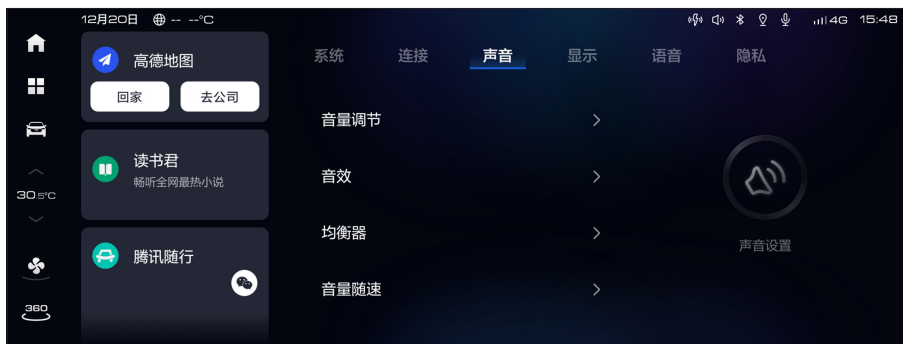 12月20日 -- --°C
4G 15:48
系统 连接 声音 显示 语音 隐私
高德地图
回家 去公司
音量调节
读书君
畅听全网最热小说
音效
30.5°C
均衡器
声音设置
腾讯随行
音量随速
360